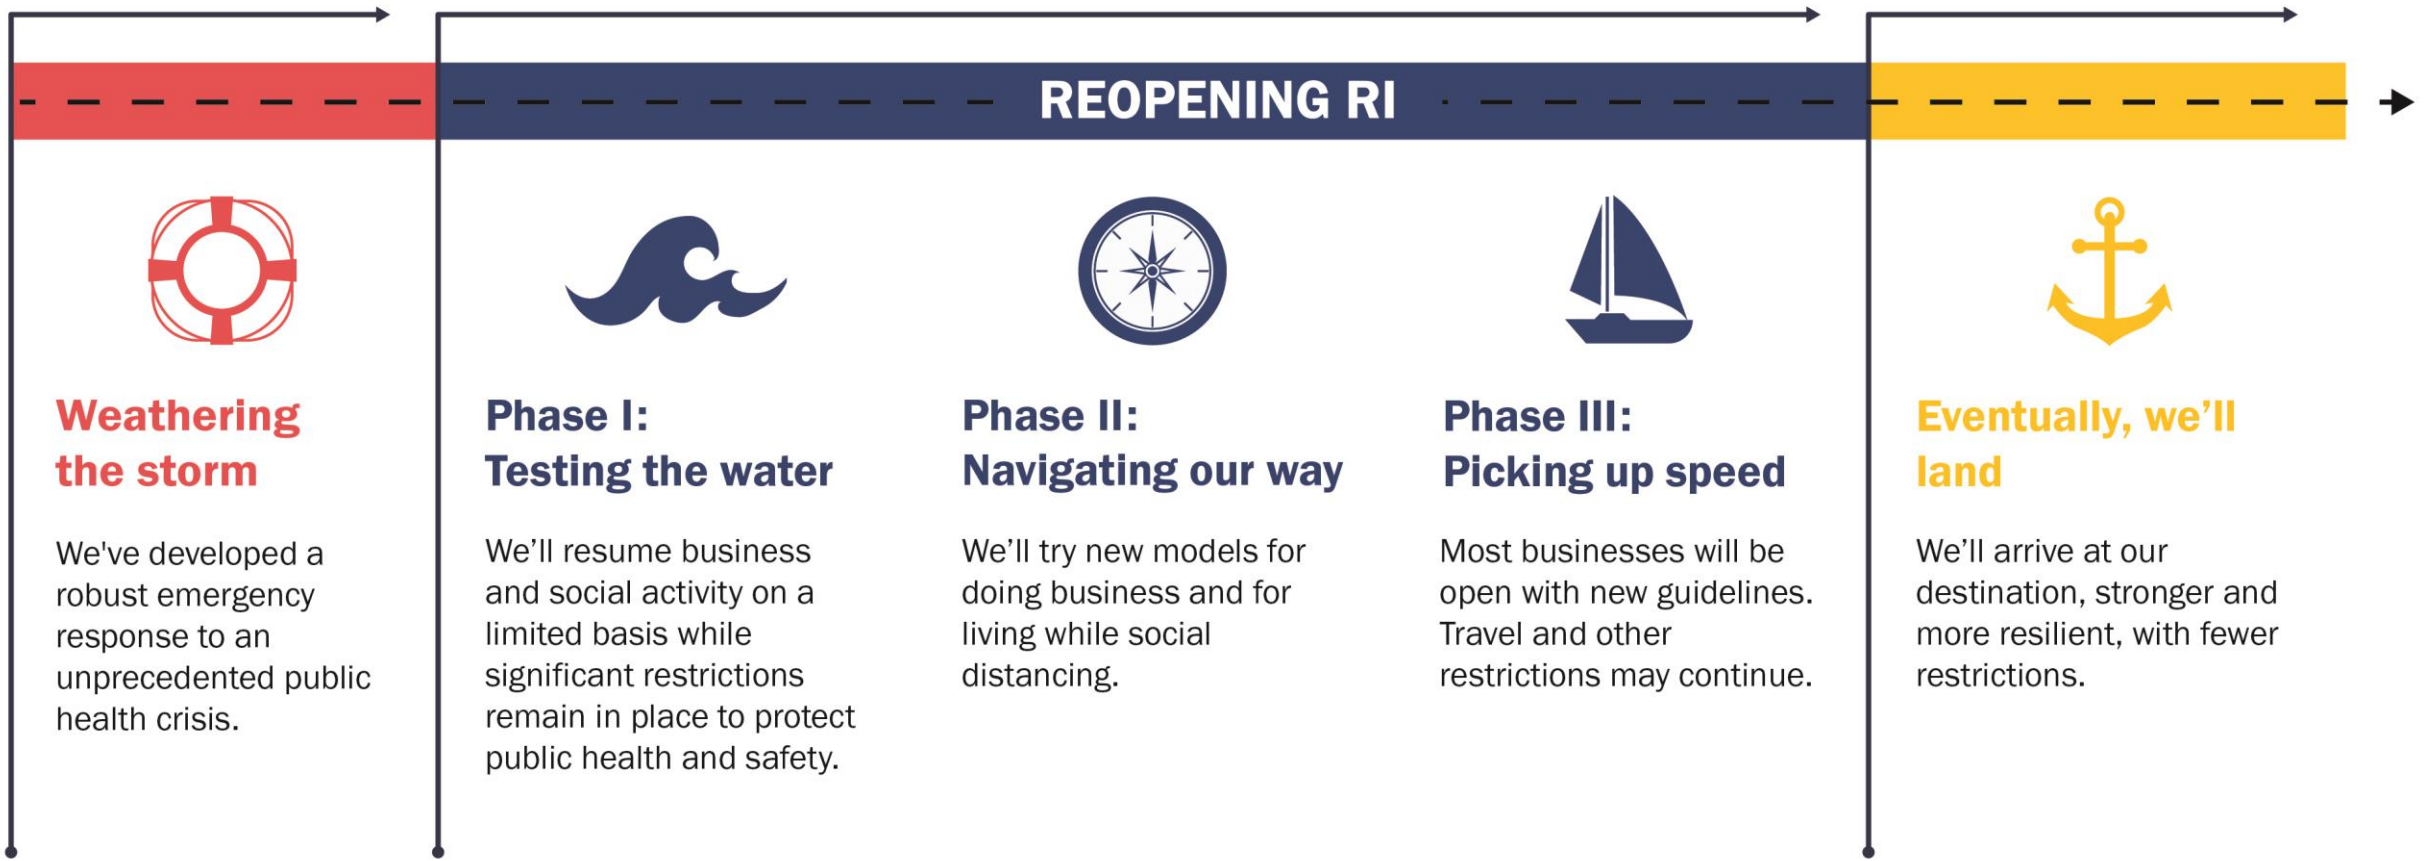 REOPENING RI
Weathering
the storm
We've developed a
robust emergency
response to an
unprecedented public
health crisis.
Phase I:
Testing the water
We’ll resume business
and social activity on a
limited basis while
significant restrictions
remain in place to protect
public health and safety.
Phase II:
Navigating our way
We’ll try new models for
doing business and for
living while social
distancing.
Phase III:
Picking up speed
Most businesses will be
open with new guidelines.
Travel and other
restrictions may continue.
Eventually, we’ll
land
We’ll arrive at our
destination, stronger and
more resilient, with fewer
restrictions.